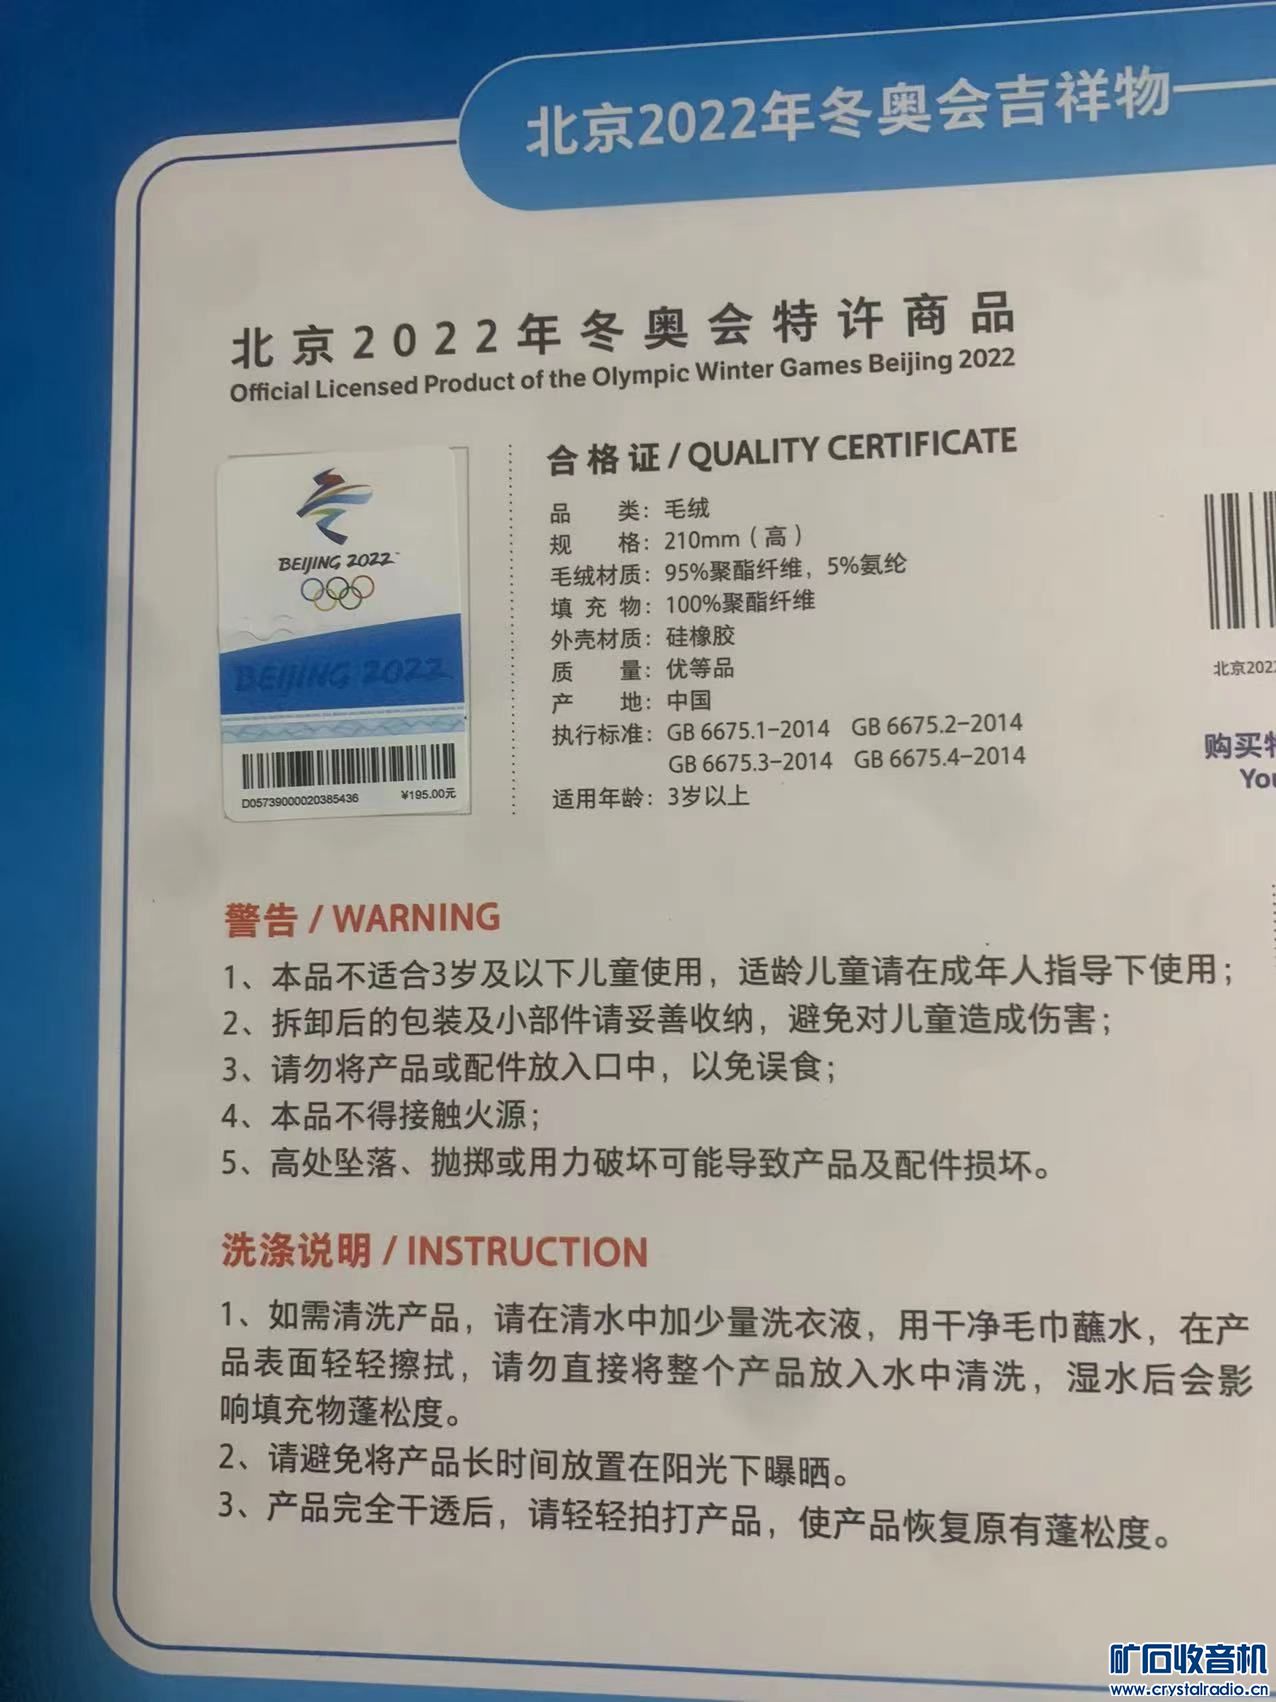 北京2022年冬奥会吉祥物
北京2022年冬奥会特许商品
Official Licensed Product of the Olympic Winter Games Beijing 2022
BEIJING 2022
BEIJING 2022
D05739000020385436 ¥195.00元
合格证 / QUALITY CERTIFICATE
品类：毛绒
规格：210mm（高）
毛绒材质：95%聚酯纤维，5%氨纶
填充物：100%聚酯纤维
外壳材质：硅橡胶
质量：优等品
产地：中国
执行标准：GB 6675.1-2014 GB 6675.2-2014
GB 6675.3-2014 GB 6675.4-2014
适用年龄：3岁以上
北京202
购买
You
警告 / WARNING
1、本品不适合3岁及以下儿童使用，适龄儿童请在成年人指导下使用；
2、拆卸后的包装及小部件请妥善收纳，避免对儿童造成伤害；
3、请勿将产品或配件放入口中，以免误食；
4、本品不得接触火源；
5、高处坠落、抛掷或用力破坏可能导致产品及配件损坏。
洗涤说明 / INSTRUCTION
1、如需清洗产品，请在清水中加少量洗衣液，用干净毛巾蘸水，在产
品表面轻轻擦拭，请勿直接将整个产品放入水中清洗，湿水后会影
响填充物蓬松度。
2、请避免将产品长时间放置在阳光下曝晒。
3、产品完全干透后，请轻轻拍打产品，使产品恢复原有蓬松度。
矿石收音机
www.crystalradio.cn